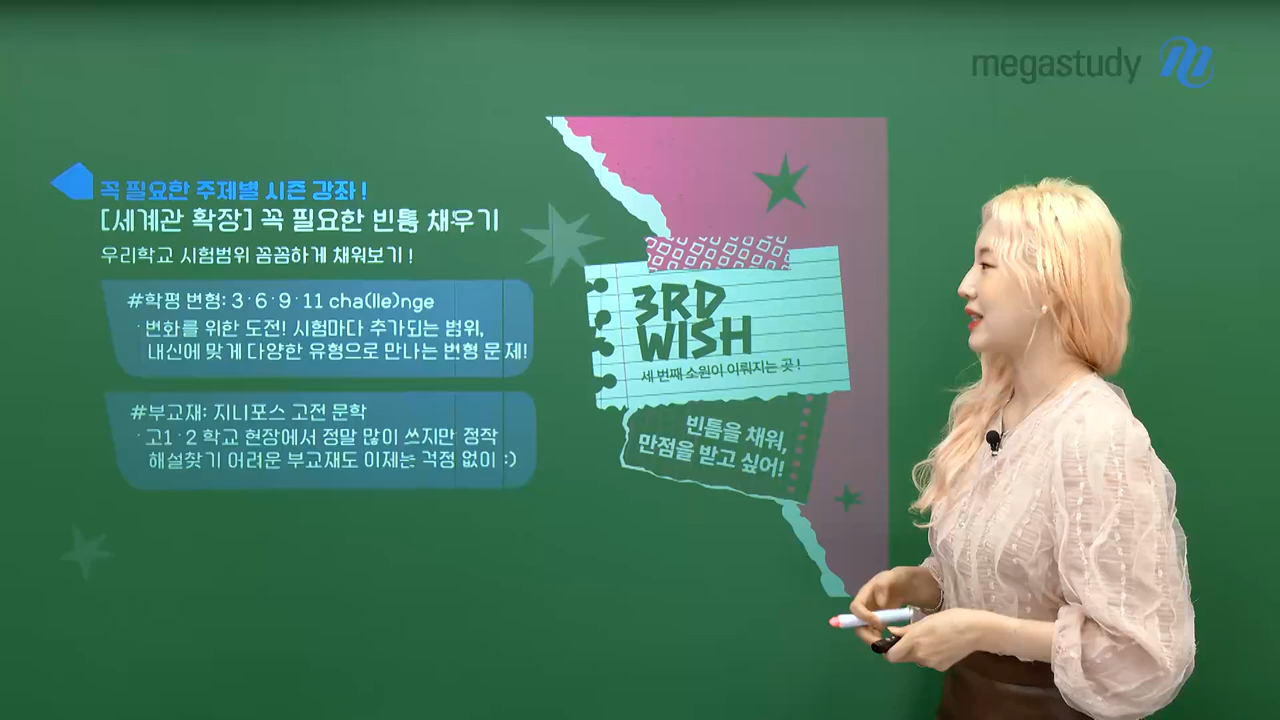 megastudy
꼭 필요한 주제별 시즌 강좌!
[세계관 확장] 꼭 필요한 빈틈 채우기
우리학교 시험범위 꼼꼼하게 채워보기!
#학평 변형: 3·6·9·11 cha(lle)nge
·변화를 위한 도전! 시험마다 추가되는 범위,
내신에 맞게 다양한 유형으로 만나는 변형 문제!
#부교재: 지니포스 고전 문학
·고1·2 학교 현장에서 정말 많이 쓰지만 정작
해설찾기 어려운 부교재도 이제는 걱정 없이 :)
3RD
WISH
세 번째 소원이 이뤄지는 곳!
빈틈을 채워,
만점을 받고 싶어!